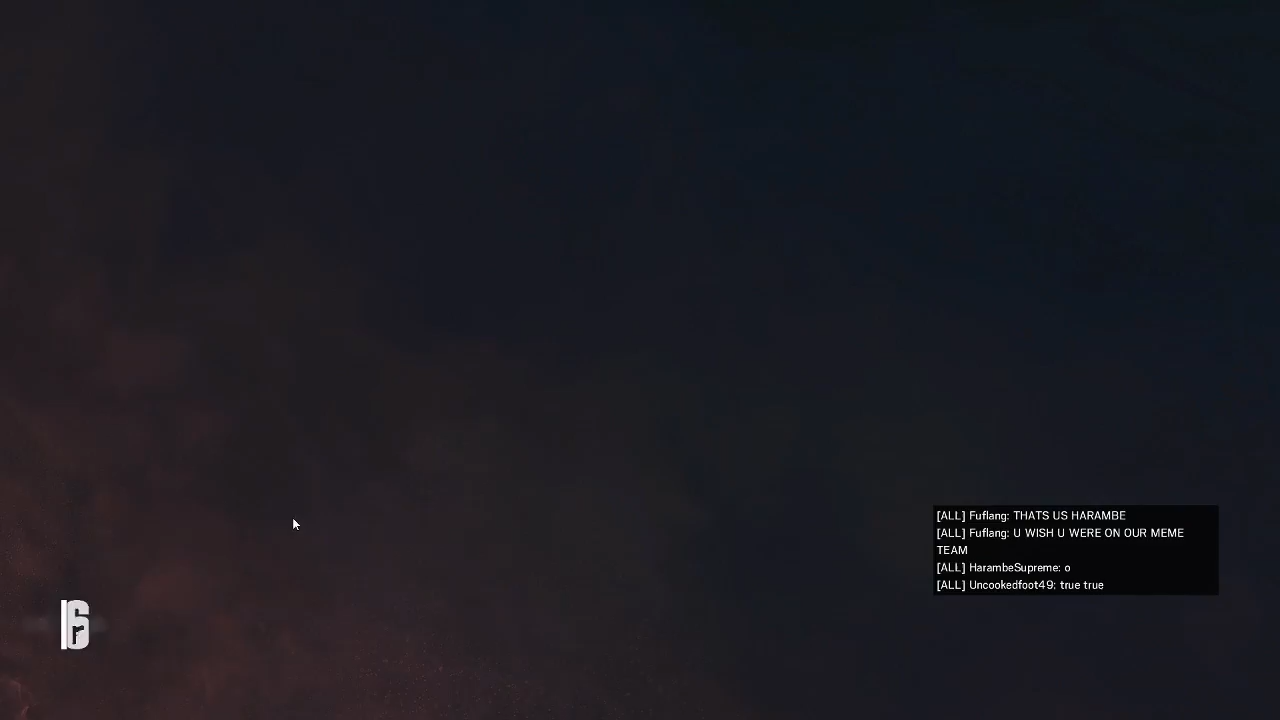 [ALL] Fuflang: THATS US HARAMBE
[ALL] Fuflang: U WISH U WERE ON OUR MEME
TEAM
[ALL] HarambeSupreme: o
[ALL] Uncookedfoot49: true true
6